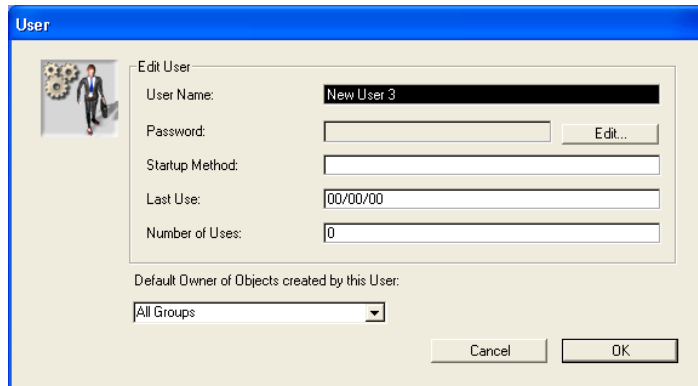 User
Edit User
User Name: New User 3
Password: Edit...
Startup Method:
Last Use: 00/00/00
Number of Uses: 0
Default Owner of Objects created by this User:
All Groups
Cancel OK